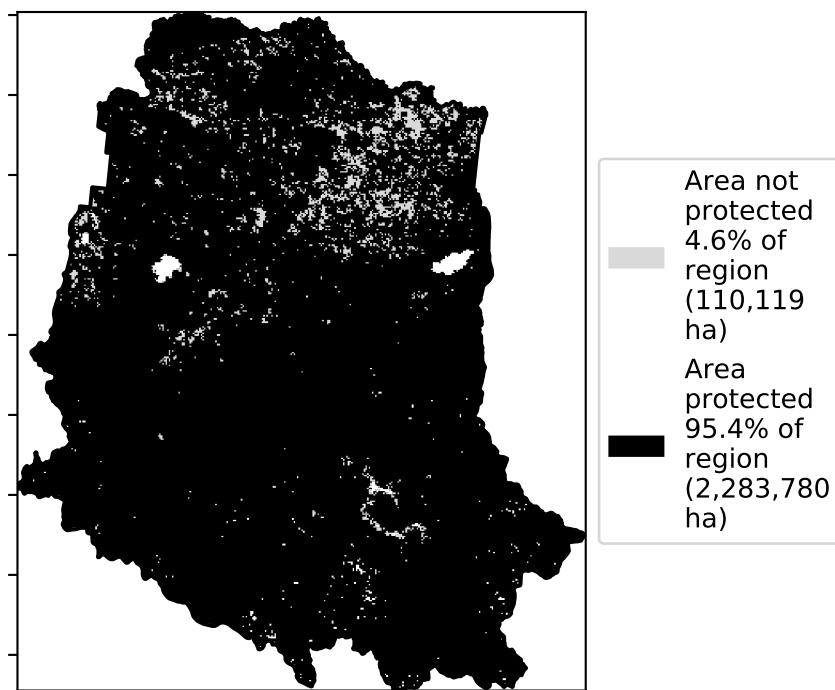 Area not
protected
4.6% of
region
(110,119
ha)
Area
protected
95.4% of
region
(2,283,780
ha)